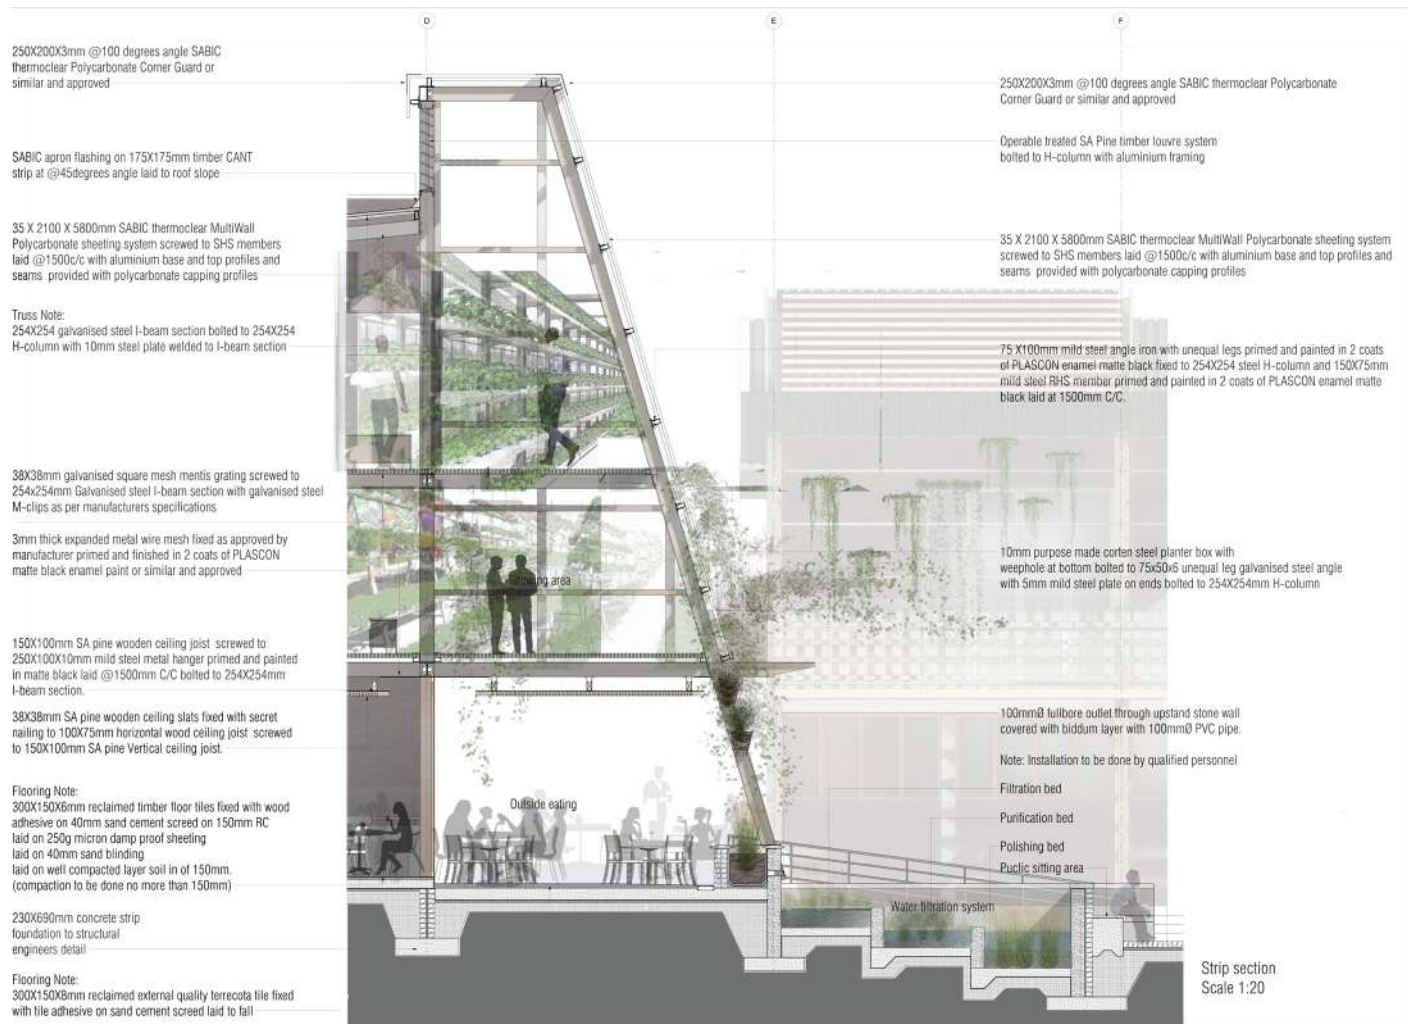 D
E
F
250X200X3mm @100 degrees angle SABIC
thermoclear Polycarbonate Corner Guard or
similar and approved
SABIC apron flashing on 175X175mm timber CANT
strip at @45degrees angle laid to roof slope
35 X 2100 X 5800mm SABIC thermoclear MultiWall
Polycarbonate sheeting system screwed to SHS members
laid @1500c/c with aluminium base and top profiles and
seams provided with polycarbonate capping profiles
Truss Note:
254X254 galvanised steel I-beam section bolted to 254X254
H-column with 10mm steel plate welded to I-beam section
38X38mm galvanised square mesh mentis grating screwed to
254x254mm Galvanised steel I-beam section with galvanised steel
M-clips as per manufacturers specifications
3mm thick expanded metal wire mesh fixed as approved by
manufacturer primed and finished in 2 coats of PLASCON
matte black enamel paint or similar and approved
150X100mm SA pine wooden ceiling joist screwed to
250X100X10mm mild steel metal hanger primed and painted
in matte black laid @1500mm C/C bolted to 254X254mm
I-beam section.
38X38mm SA pine wooden ceiling slats fixed with secret
nailing to 100X75mm horizontal wood ceiling joist screwed
to 150X100mm SA pine Vertical ceiling joist.
Flooring Note:
300X150X6mm reclaimed timber floor tiles fixed with wood
adhesive on 40mm sand cement screed on 150mm RC
laid on 250g micron damp proof sheeting
laid on 40mm sand blinding
laid on well compacted layer soil in of 150mm.
(compaction to be done no more than 150mm)
230X690mm concrete strip
foundation to structural
engineers detail
Flooring Note:
300X150X8mm reclaimed external quality terrecota tile fixed
with tile adhesive on sand cement screed laid to fall
area
Outside eating
250X200X3mm @100 degrees angle SABIC thermoclear Polycarbonate
Corner Guard or similar and approved
Operable treated SA Pine timber louvre system
bolted to H-column with aluminium framing
35 X 2100 X 5800mm SABIC thermoclear MultiWall Polycarbonate sheeting system
screwed to SHS members laid @1500c/c with aluminium base and top profiles and
seams provided with polycarbonate capping profiles
75 X100mm mild steel angle iron with unequal legs primed and painted in 2 coats
of PLASCON enamel matte black fixed to 254X254 steel H-column and 150X75mm
mild steel RHS member primed and painted in 2 coats of PLASCON enamel matte
black laid at 1500mm C/C.
10mm purpose made corten steel planter box with
weephole at bottom bolted to 75x50x6 unequal leg galvanised steel angle
with 5mm mild steel plate on ends bolted to 254X254mm H-column
100mmØ fullbore outlet through upstand stone wall
covered with biddum layer with 100mmØ PVC pipe.
Note: Installation to be done by qualified personnel
Filtration bed
Purification bed
Polishing bed
Puclic sitting area
Water filtration system
Strip section
Scale 1:20